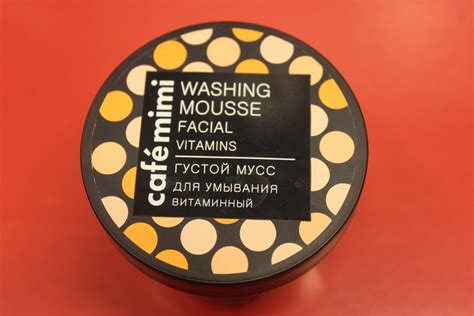 café mimi
WASHING
MOUSSE
FACIAL
VITAMINS
ГУСТОЙ МУСС
ДЛЯ УМЫВАНИЯ
ВИТАМИННЫЙ